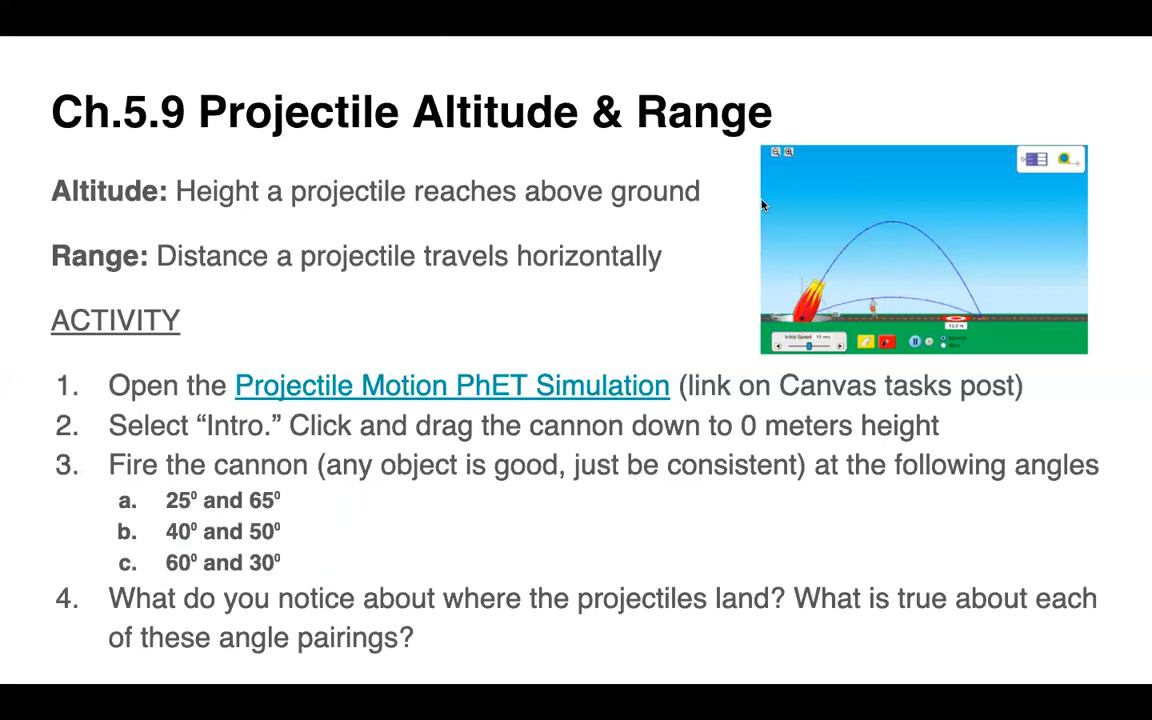 Ch.5.9 Projectile Altitude & Range
Altitude: Height a projectile reaches above ground
Range: Distance a projectile travels horizontally
ACTIVITY
1. Open the Projectile Motion PhET Simulation (link on Canvas tasks post)
2. Select “Intro.” Click and drag the cannon down to 0 meters height
3. Fire the cannon (any object is good, just be consistent) at the following angles
a. 25⁰ and 65⁰
b. 40⁰ and 50⁰
c. 60⁰ and 30⁰
4. What do you notice about where the projectiles land? What is true about each
of these angle pairings?
Initial Speed